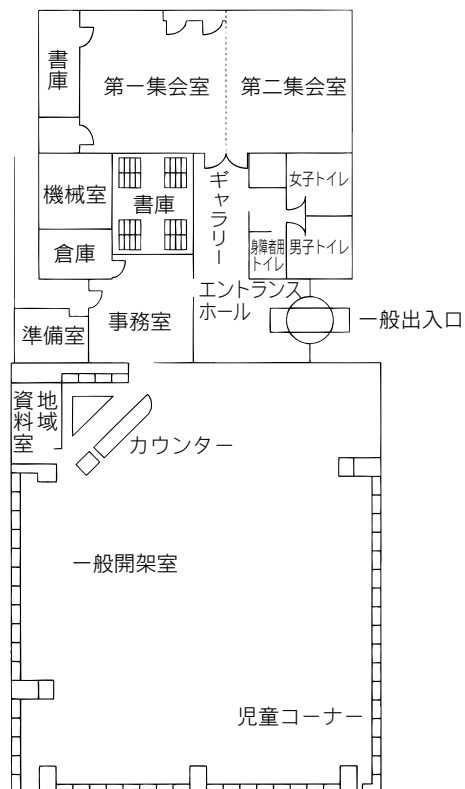 書庫
第一集会室
第二集会室
機械室
書庫
ギャラリー
女子トイレ
倉庫
身障者用
トイレ
男子トイレ
エントランス
ホール
一般出入口
準備室
事務室
地域
資料室
カウンター
一般開架室
児童コーナー